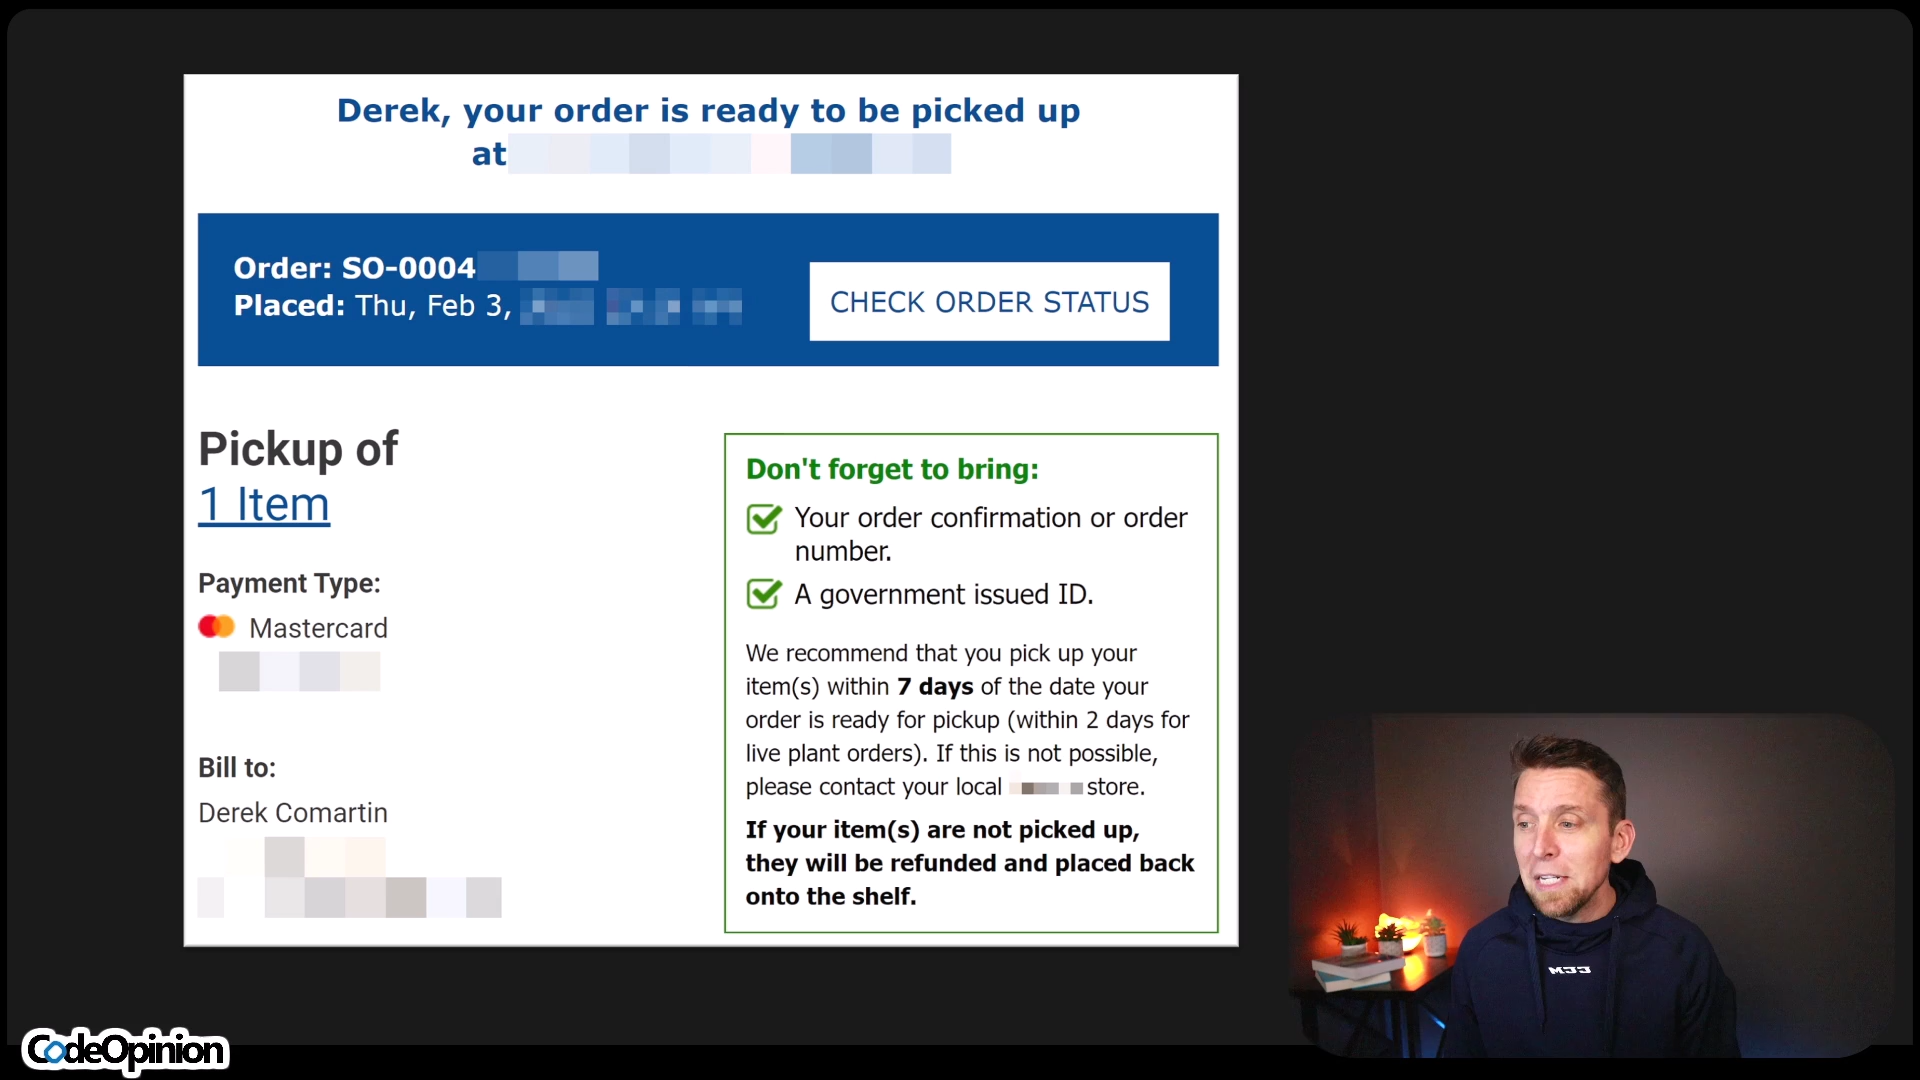 Derek, your order is ready to be picked up
at
Order: SO-0004
Placed: Thu, Feb 3,
CHECK ORDER STATUS
Pickup of
1 Item
Payment Type:
Mastercard
Bill to:
Derek Comartin
Don't forget to bring:
Your order confirmation or order
number.
A government issued ID.
We recommend that you pick up your
item(s) within 7 days of the date your
order is ready for pickup (within 2 days for
live plant orders). If this is not possible,
please contact your local store.
If your item(s) are not picked up,
they will be refunded and placed back
onto the shelf.
CodeOpinion